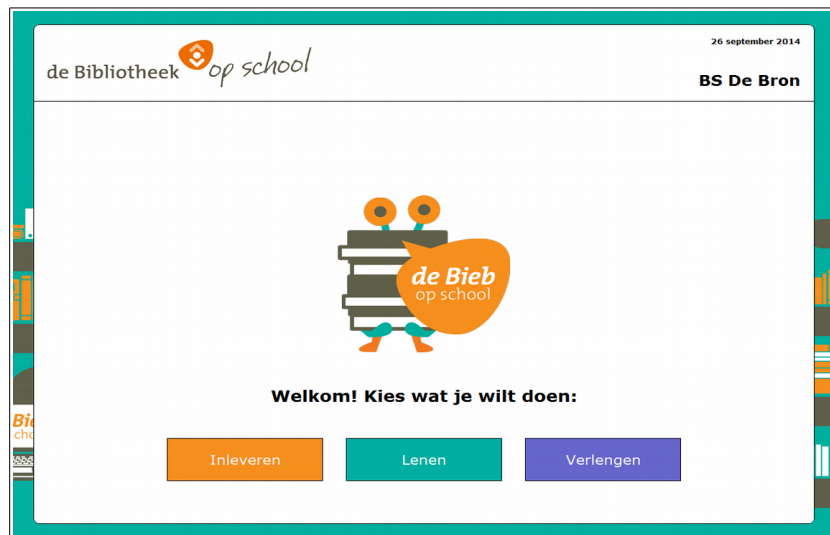 26 september 2014
de Bibliotheek op school
BS De Bron
de Bieb
op school
Welkom! Kies wat je wilt doen:
Inleveren Lenen Verlengen